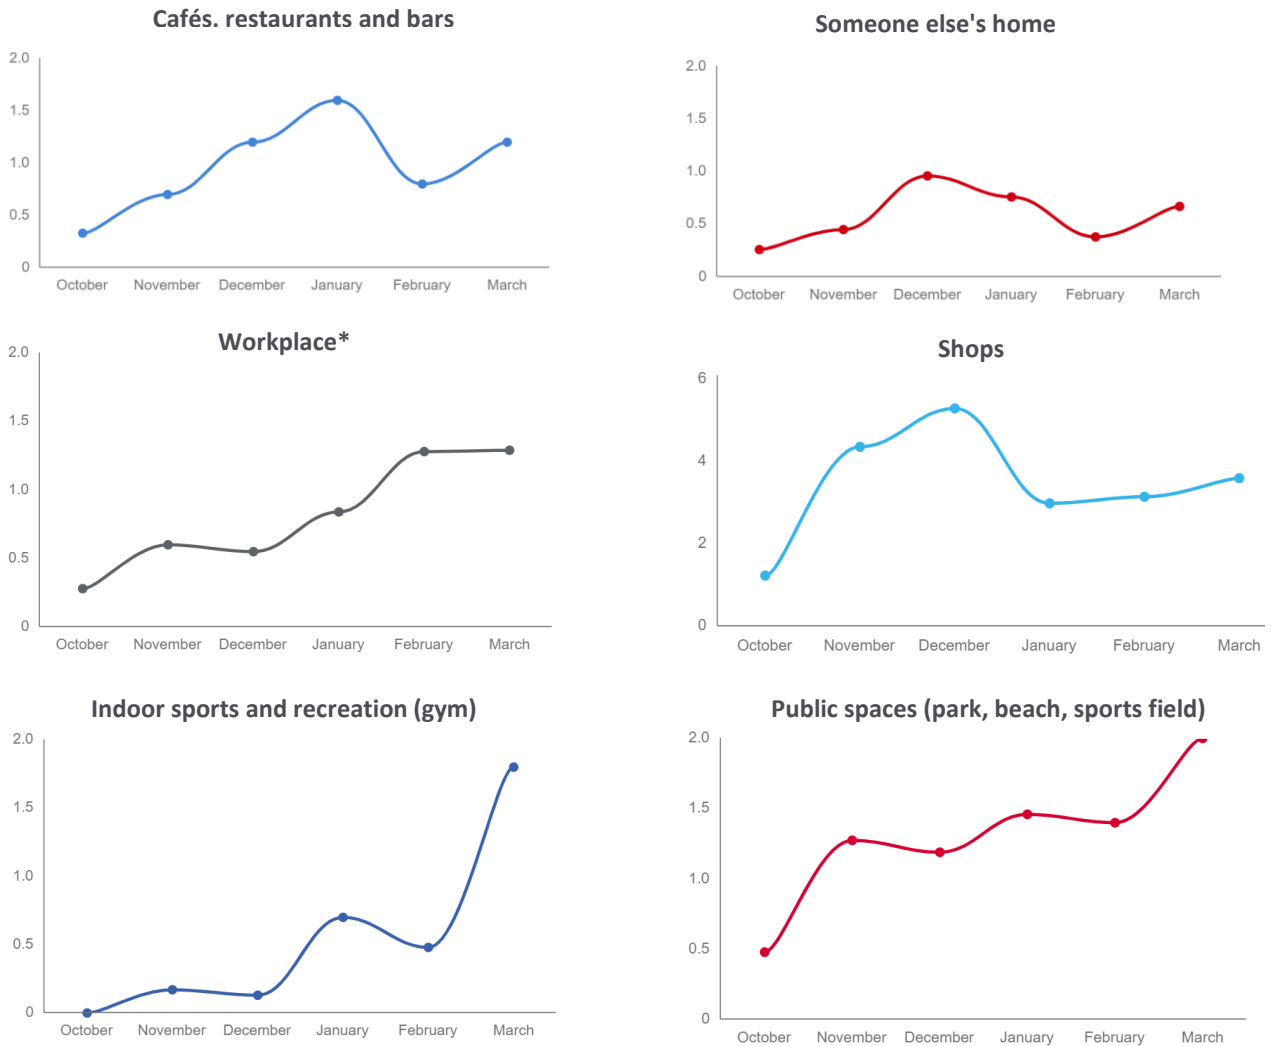 Cafés. restaurants and bars
2.0
1.5
1.0
0.5
0
October November December January February March
Someone else's home
2.0
1.5
1.0
0.5
0
October November December January February March
Workplace*
2.0
1.5
1.0
0.5
0
October November December January February March
Shops
6
4
2
0
October November December January February March
Indoor sports and recreation (gym)
2.0
1.5
1.0
0.5
0
October November December January February March
Public spaces (park, beach, sports field)
2.0
1.5
1.0
0.5
0
October November December January February March